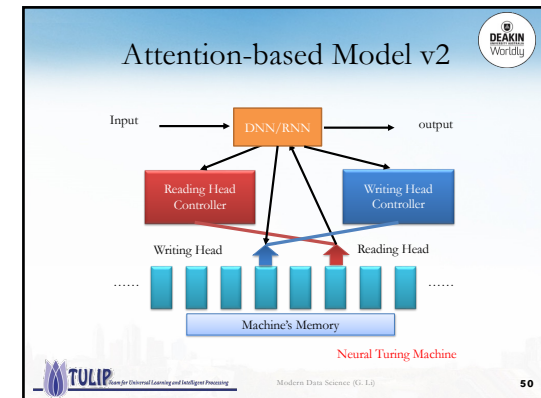 Attention-based Model v2
DEAKIN
Worldly
Input
DNN/RNN
output
Reading Head
Controller
Writing Head
Controller
Writing Head
Reading Head
......
......
Machine's Memory
Neural Turing Machine
TULIP Team for Universal Learning and Intelligent Processing
Modern Data Science (G. Li)
50